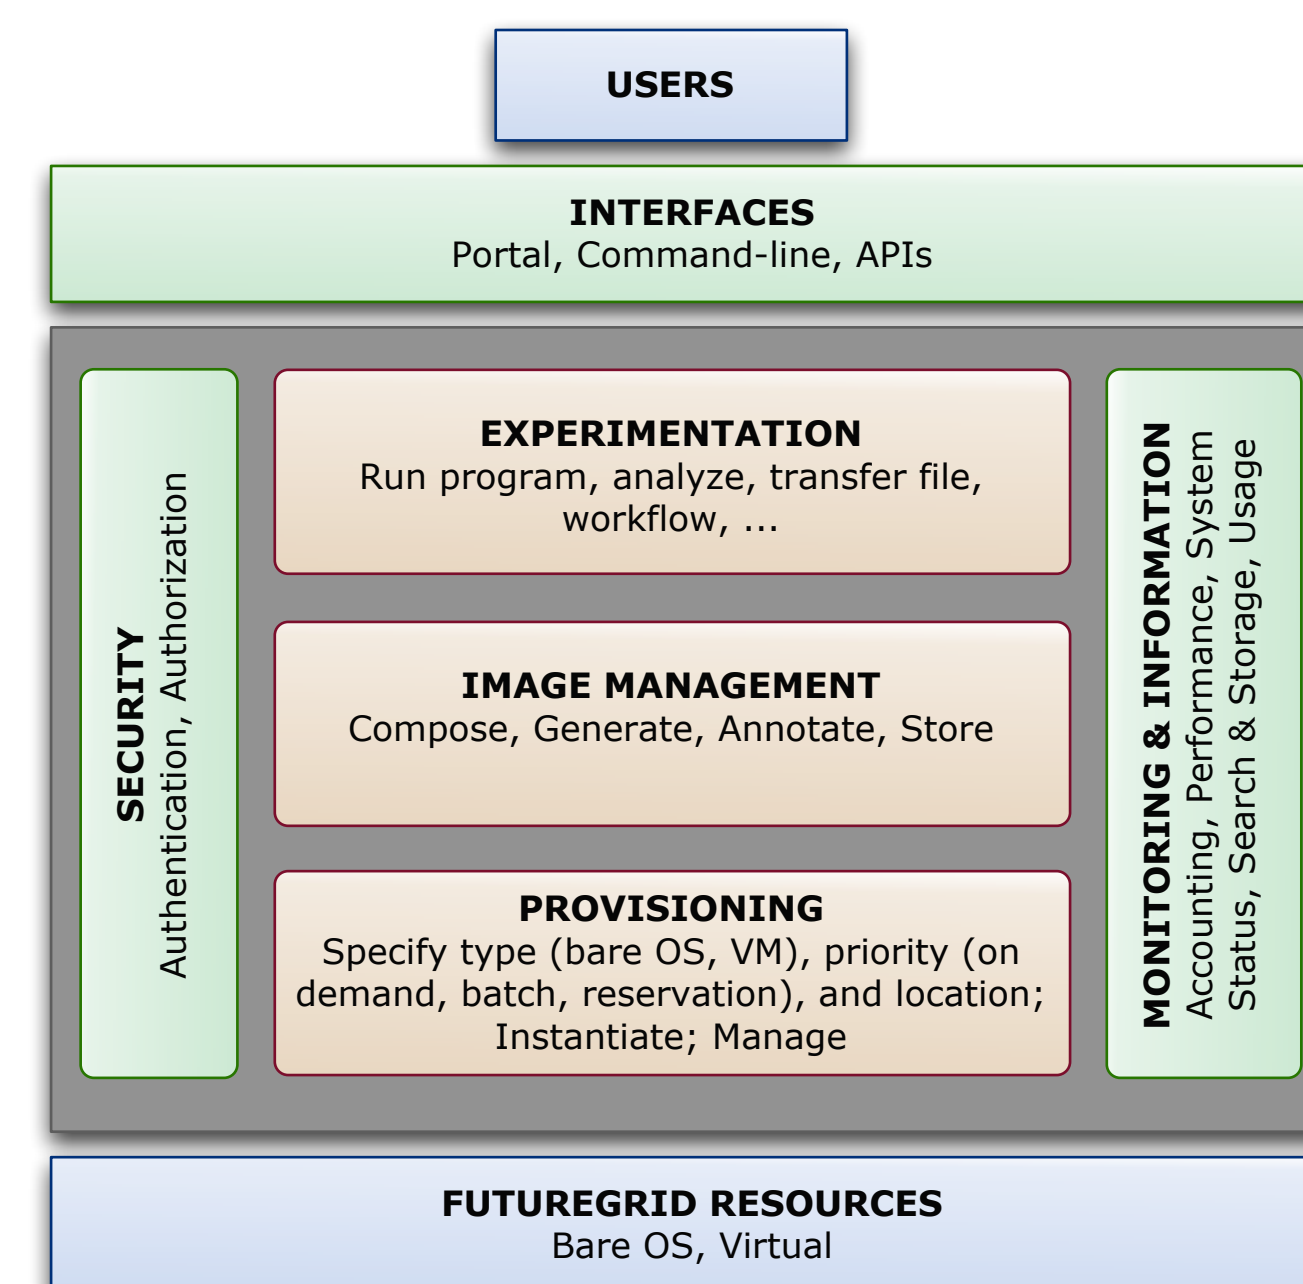 USERS
INTERFACES
Portal, Command-line, APIs
SECURITY
Authentication, Authorization
EXPERIMENTATION
Run program, analyze, transfer file,
workflow, ...
IMAGE MANAGEMENT
Compose, Generate, Annotate, Store
PROVISIONING
Specify type (bare OS, VM), priority (on
demand, batch, reservation), and location;
Instantiate; Manage
MONITORING & INFORMATION
Accounting, Performance, System
Status, Search & Storage, Usage
FUTUREGRID RESOURCES
Bare OS, Virtual